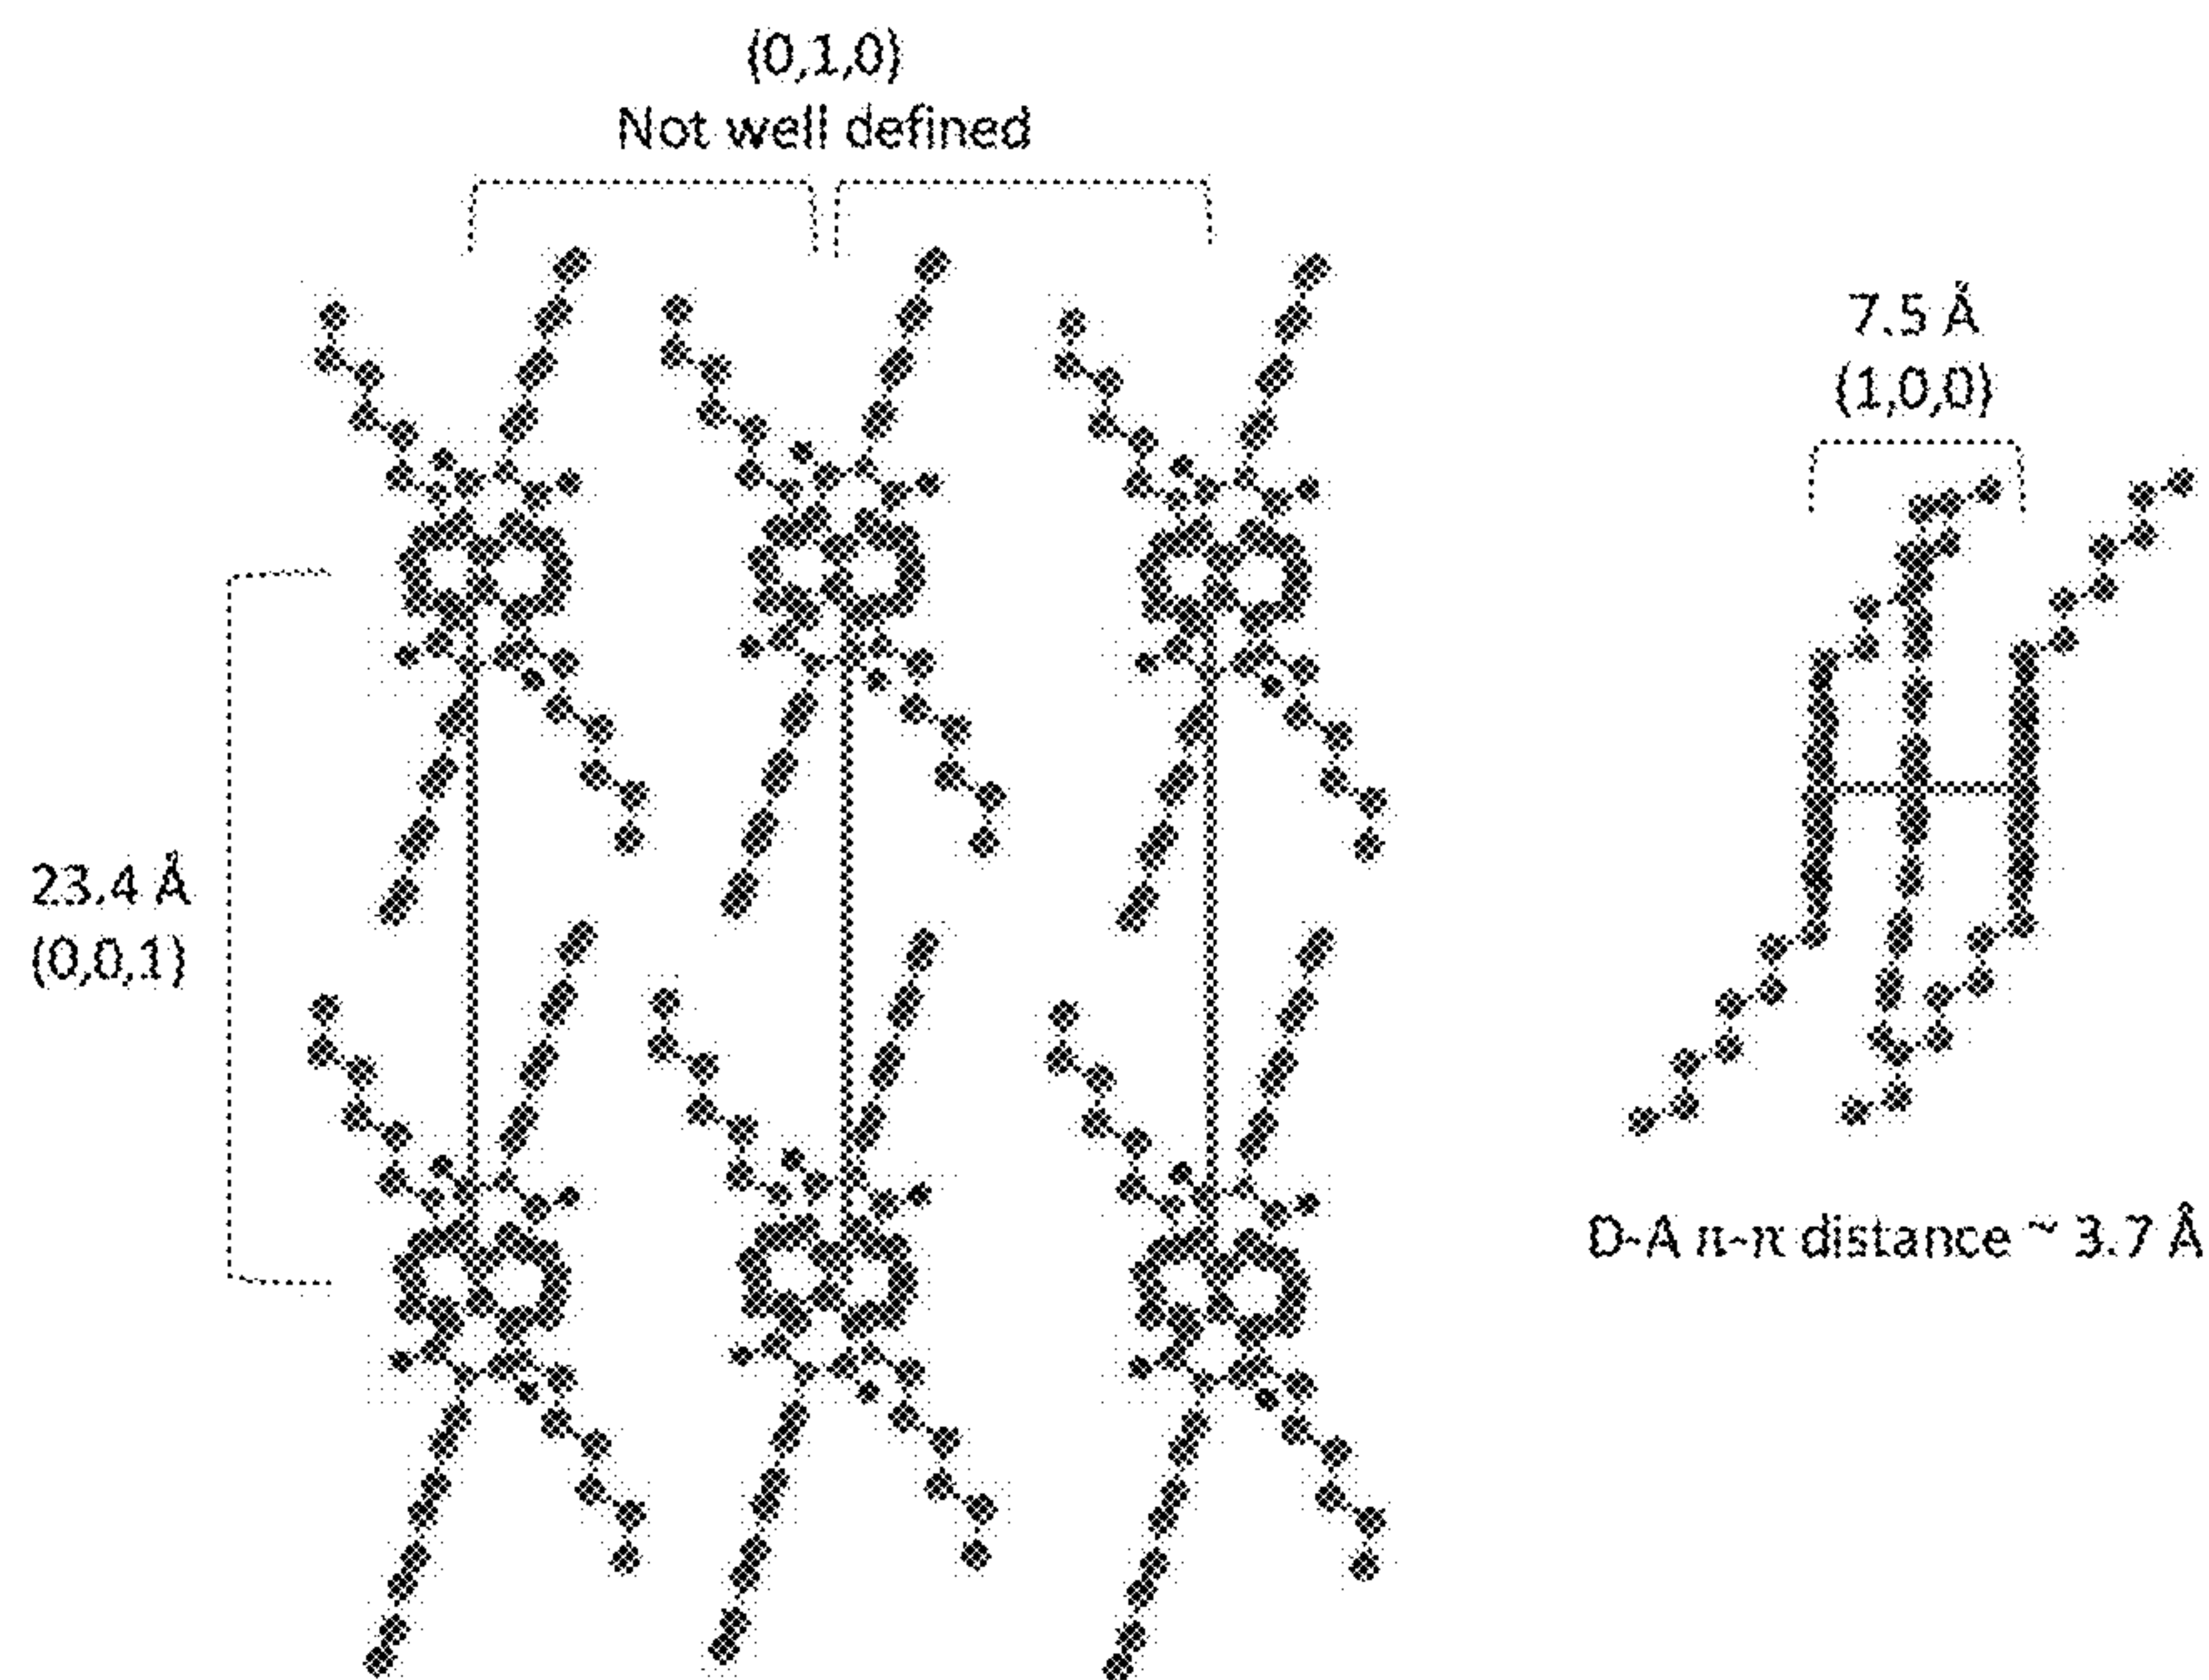 (0,1,0)
Not well defined
7.5 Å
(1,0,0)
23.4 Å
(0,0,1)
D-A π-π distance ~ 3.7 Å